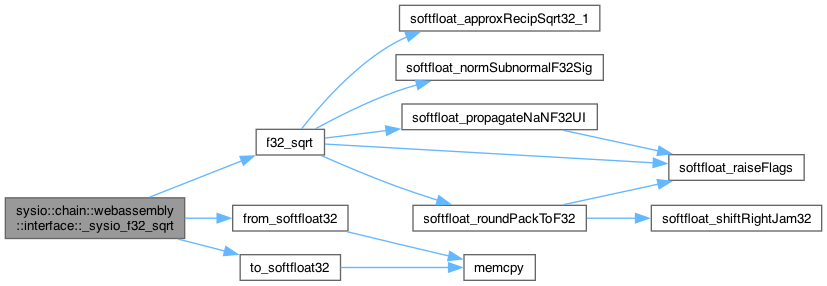 softfloat_approxRecipSqrt32_1
softfloat_normSubnormalF32Sig
softfloat_propagateNaNF32UI
f32_sqrt
softfloat_raiseFlags
sysio::chain::webassembly
::interface::_sysio_f32_sqrt
from_softfloat32
softfloat_roundPackToF32
softfloat_shiftRightJam32
to_softfloat32
memcpy